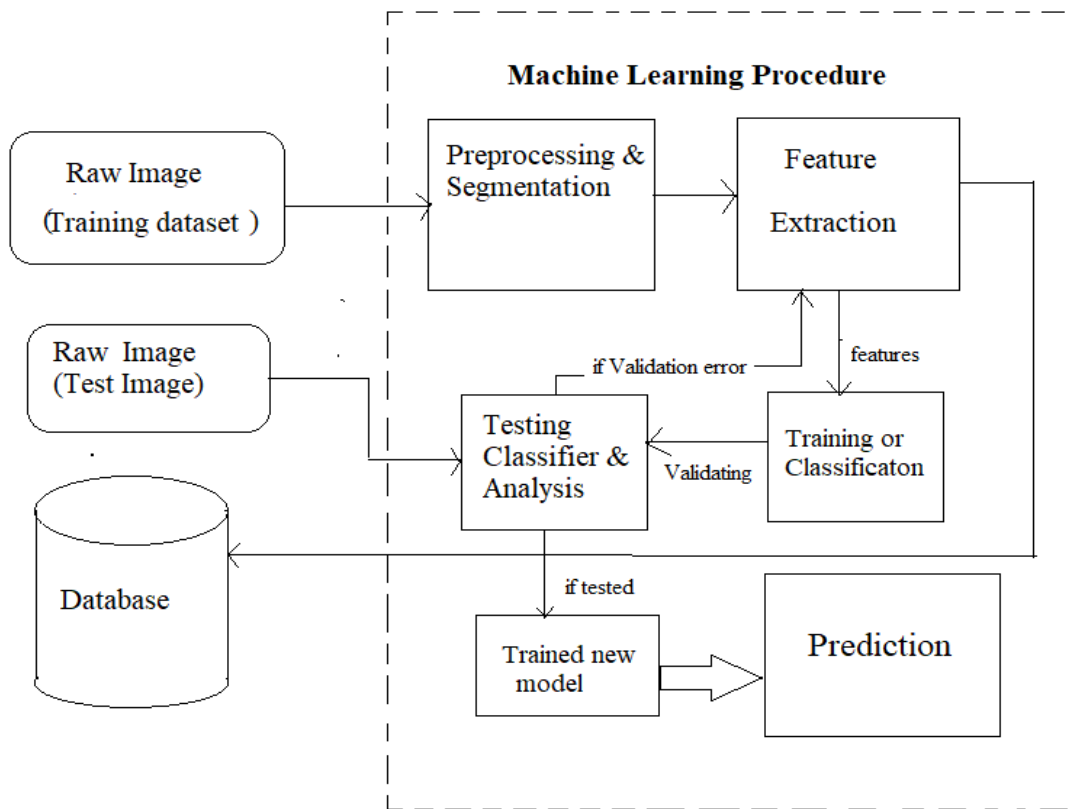 Machine Learning Procedure
Raw Image
(Training dataset )
Preprocessing &
Segmentation
Feature
Extraction
Raw Image
(Test Image)
if Validation error
features
Testing
Classifier &
Analysis
Validating
Training or
Classificaton
Database
if tested
Trained new
model
Prediction